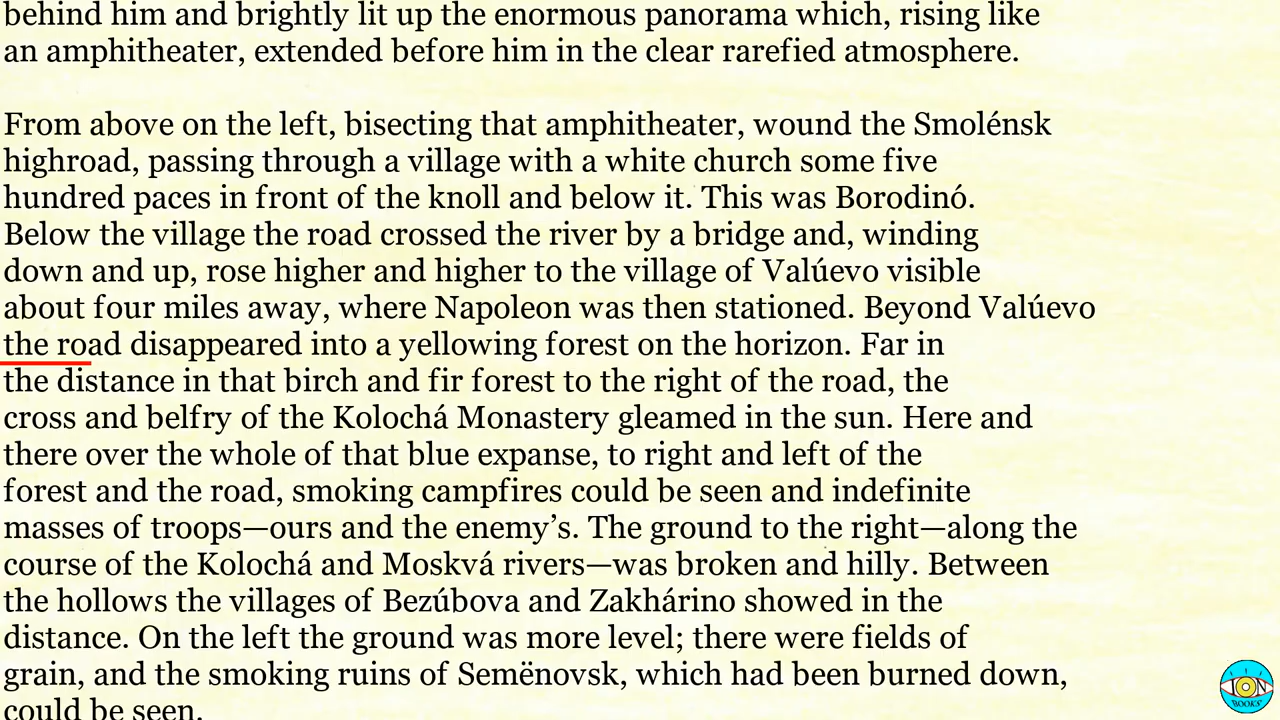 behind him and brightly lit up the enormous panorama which, rising like
an amphitheater, extended before him in the clear rarefied atmosphere.
From above on the left, bisecting that amphitheater, wound the Smolénsk
highroad, passing through a village with a white church some five
hundred paces in front of the knoll and below it. This was Borodinó.
Below the village the road crossed the river by a bridge and, winding
down and up, rose higher and higher to the village of Valúevo visible
about four miles away, where Napoleon was then stationed. Beyond Valúevo
the road disappeared into a yellowing forest on the horizon. Far in
the distance in that birch and fir forest to the right of the road, the
cross and belfry of the Kolochá Monastery gleamed in the sun. Here and
there over the whole of that blue expanse, to right and left of the
forest and the road, smoking campfires could be seen and indefinite
masses of troops—ours and the enemy’s. The ground to the right—along the
course of the Kolochá and Moskvá rivers—was broken and hilly. Between
the hollows the villages of Bezúbova and Zakhárino showed in the
distance. On the left the ground was more level; there were fields of
grain, and the smoking ruins of Semënovsk, which had been burned down,
could be seen.
ION
BOOKS